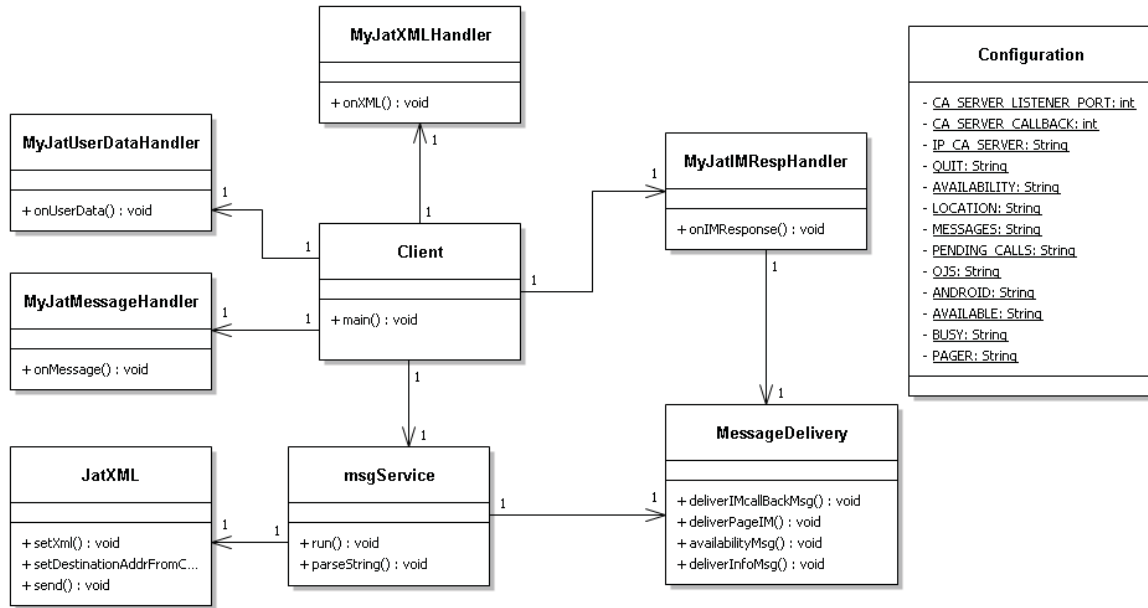 MyJatXMLHandler
+ onXML() : void
1
1
Configuration
- CA_SERVER_LISTENER_PORT: int
- CA_SERVER_CALLBACK: int
- IP_CA_SERVER: String
- QUIT: String
- AVAILABILITY: String
- LOCATION: String
- MESSAGES: String
- PENDING_CALLS: String
- OJS: String
- ANDROID: String
- AVAILABLE: String
- BUSY: String
- PAGER: String
MyJatUserDataHandler
+ onUserData() : void
1
1
MyJatIMRespHandler
+ onIMResponse() : void
1
1
1
1
Client
+ main() : void
1
1
MyJatMessageHandler
+ onMessage() : void
1
1
MessageDelivery
+ deliverIMcallBackMsg() : void
+ deliverPageIM() : void
+ availabilityMsg() : void
+ deliverInfoMsg() : void
JatXML
+ setXml() : void
+ setDestinationAddrFromC...
+ send() : void
1
1
msgService
+ run() : void
+ parseString() : void
1
1